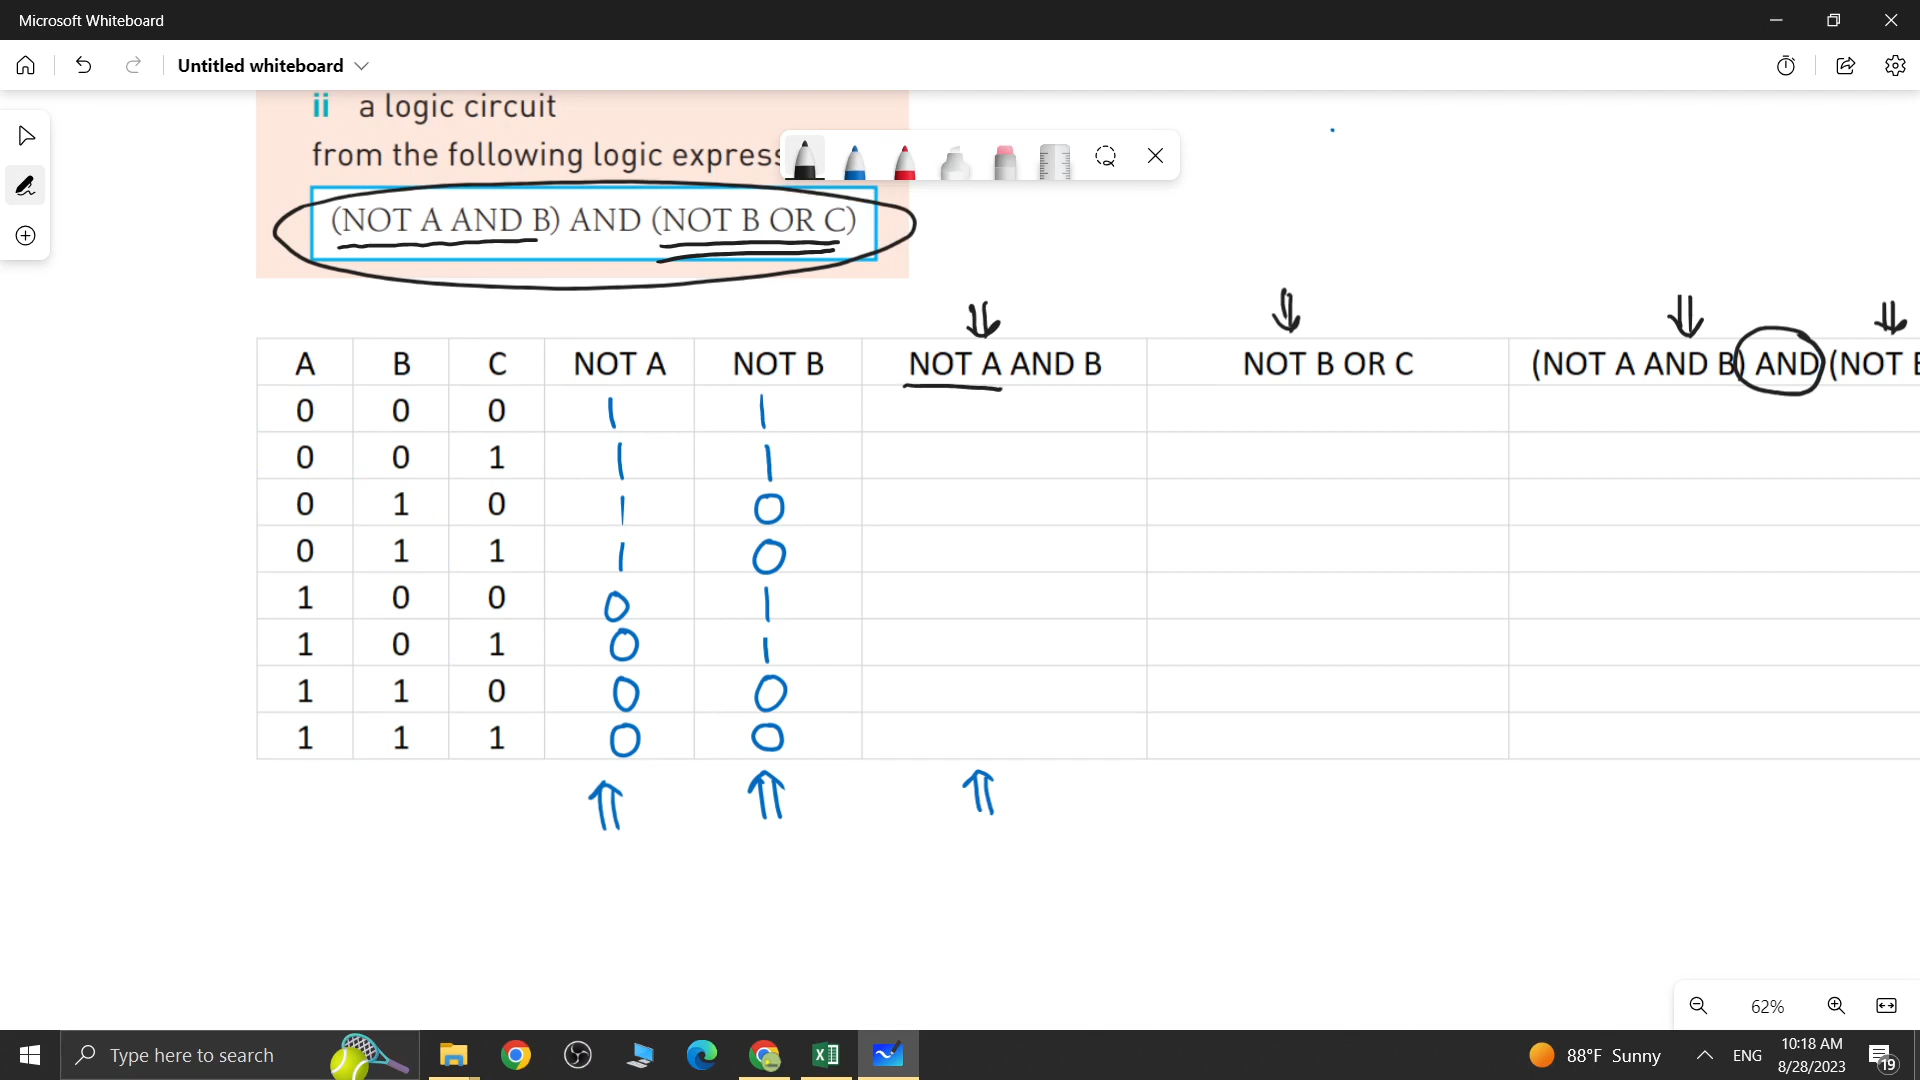 Microsoft Whiteboard
Untitled whiteboard
ii a logic circuit
from the following logic express
(NOT A AND B) AND (NOT B OR C)
A B C NOT A NOT B NOT A AND B NOT B OR C (NOT A AND B) AND (NOT B
0 0 0 1 1
0 0 1 1 1
0 1 0 1 0
0 1 1 1 0
1 0 0 0 1
1 0 1 0 1
1 1 0 0 0
1 1 1 0 0
62%
Type here to search
88°F Sunny
ENG
10:18 AM
8/28/2023
19